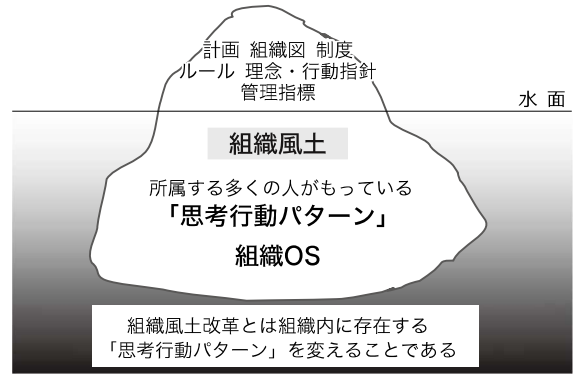 計画 組織図 制度
ルール 理念・行動指針
管理指標
水 面
組織風土
所属する多くの人がもっている
「思考行動パターン」
組織OS
組織風土改革とは組織内に存在する
「思考行動パターン」を変えることである